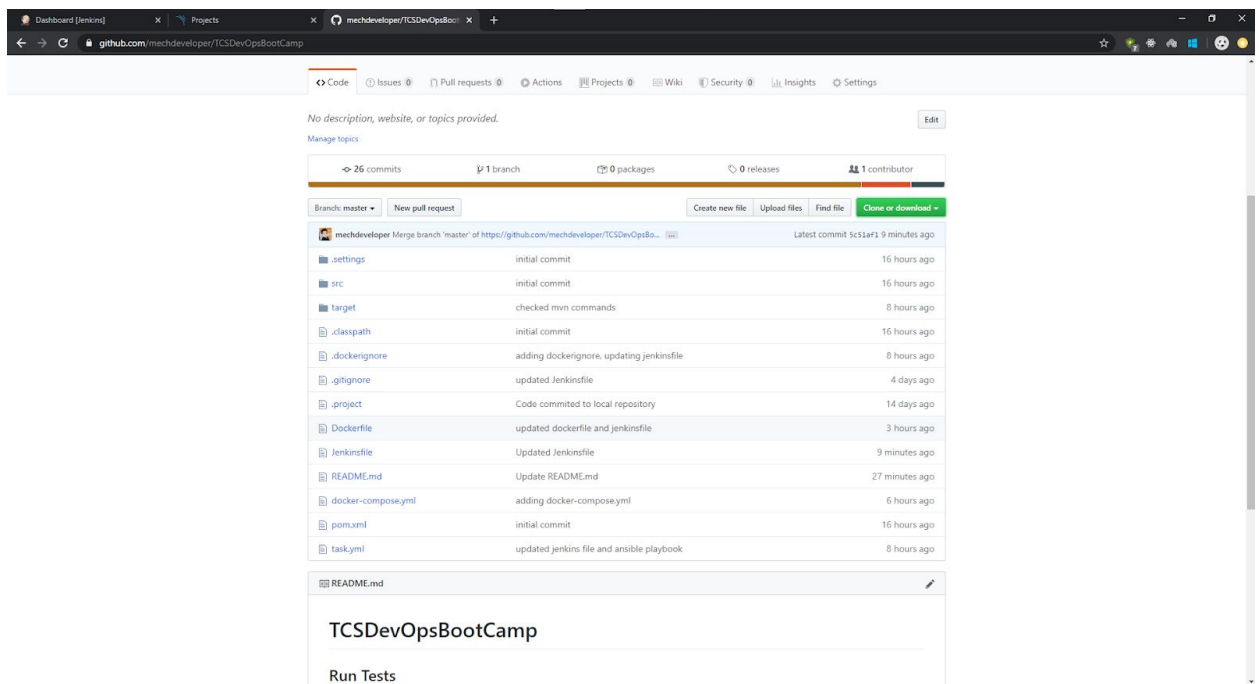 Dashboard [Jenkins] Projects mechdeveloper/TCSDevOpsBoot
github.com/mechdeveloper/TCSDevOpsBootCamp
Code Issues 0 Pull requests 0 Actions Projects 0 Wiki Security 0 Insights Settings
No description, website, or topics provided. Edit
Manage topics
26 commits 1 branch 0 packages 0 releases 1 contributor
Branch: master New pull request Create new file Upload files Find file Clone or download
mechdeveloper Merge branch 'master' of https://github.com/mechdeveloper/TCSDevOpsBo... ... Latest commit 5c51af1 9 minutes ago
.settings initial commit 16 hours ago
src initial commit 16 hours ago
target checked mvn commands 8 hours ago
.classpath initial commit 16 hours ago
.dockerignore adding dockerignore, updating jenkinsfile 8 hours ago
.gitignore updated Jenkinsfile 4 days ago
.project Code commited to local repository 14 days ago
Dockerfile updated dockerfile and jenkinsfile 3 hours ago
Jenkinsfile Updated Jenkinsfile 9 minutes ago
README.md Update README.md 27 minutes ago
docker-compose.yml adding docker-compose.yml 6 hours ago
pom.xml initial commit 16 hours ago
task.yml updated jenkins file and ansible playbook 8 hours ago
README.md
TCSDevOpsBootCamp
Run Tests